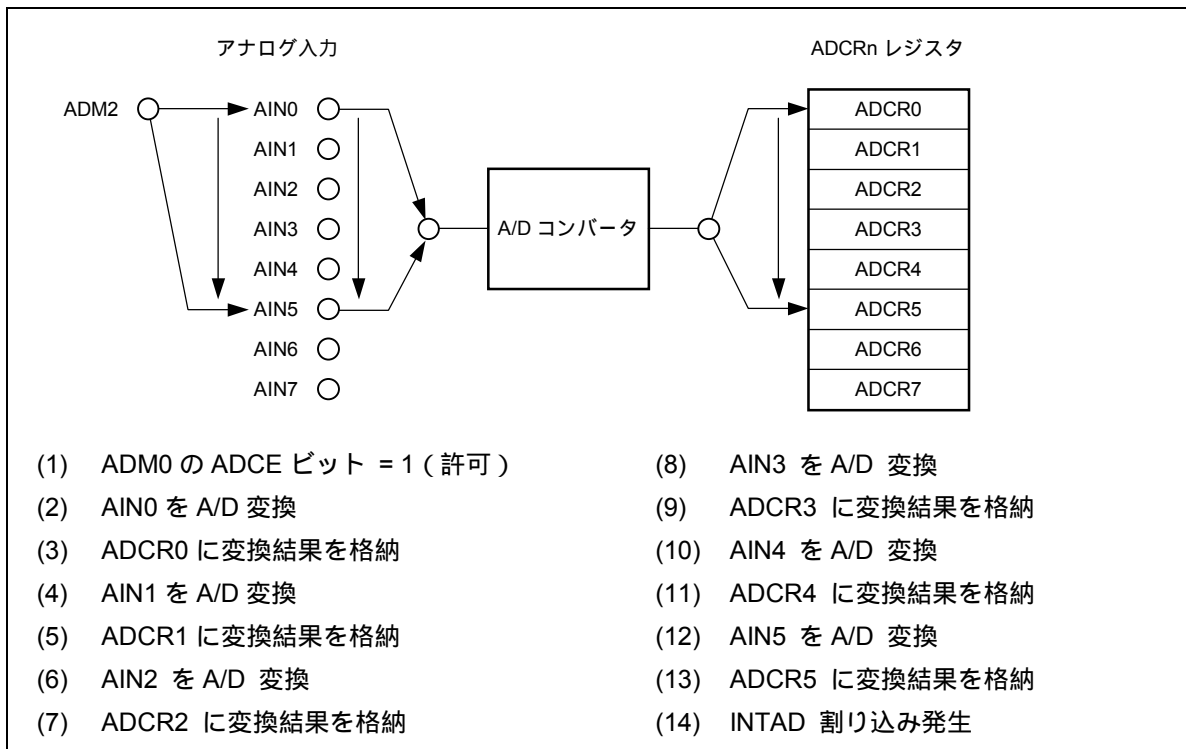 アナログ入力
ADCRn レジスタ
ADM2
AIN0
AIN1
AIN2
AIN3
AIN4
AIN5
AIN6
AIN7
A/D コンバータ
ADCR0
ADCR1
ADCR2
ADCR3
ADCR4
ADCR5
ADCR6
ADCR7
(1) ADM0 の ADCE ビット = 1(許可)
(2) AIN0 を A/D 変換
(3) ADCR0 に変換結果を格納
(4) AIN1 を A/D 変換
(5) ADCR1 に変換結果を格納
(6) AIN2 を A/D 変換
(7) ADCR2 に変換結果を格納
(8) AIN3 を A/D 変換
(9) ADCR3 に変換結果を格納
(10) AIN4 を A/D 変換
(11) ADCR4 に変換結果を格納
(12) AIN5 を A/D 変換
(13) ADCR5 に変換結果を格納
(14) INTAD 割り込み発生